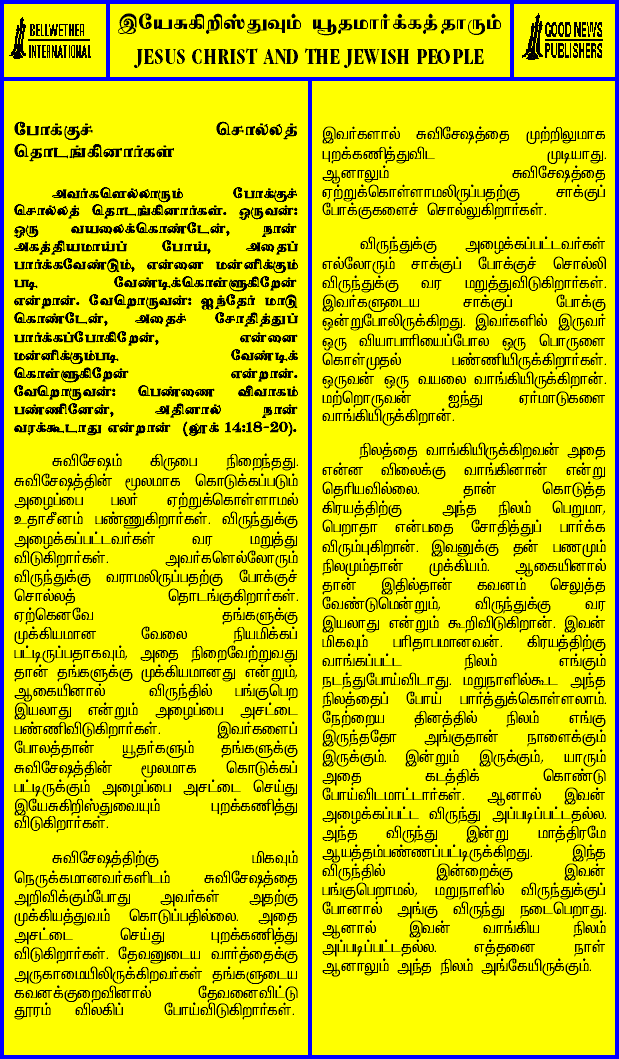 BELLWETHER
INTERNATIONAL
இயேசுகிறிஸ்துவும் யூதமார்க்கத்தாரும்
JESUS CHRIST AND THE JEWISH PEOPLE
GOOD NEWS
PUBLISHERS
போக்குச் சொல்லத்
தொடங்கினார்கள்
அவர்களெல்லாரும் போக்குச்
சொல்லத் தொடங்கினார்கள். ஒருவன்:
ஒரு வயலைக்கொண்டேன், நான்
அகத்தியமாய்ப் போய், அதைப்
பார்க்கவேண்டும், என்னை மன்னிக்கும்
படி வேண்டிக்கொள்ளுகிறேன்
என்றான். வேறொருவன்: ஐந்தேர் மாடு
கொண்டேன், அதைச் சோதித்துப்
பார்க்கப்போகிறேன், என்னை
மன்னிக்கும்படி வேண்டிக்
கொள்ளுகிறேன் என்றான்.
வேறொருவன்: பெண்ணை விவாகம்
பண்ணினேன், அதினால் நான்
வரக்கூடாது என்றான் (லூக் 14:18-20).
சுவிசேஷம் கிருபை நிறைந்தது.
சுவிசேஷத்தின் மூலமாக கொடுக்கப்படும்
அழைப்பை பலர் ஏற்றுக்கொள்ளாமல்
உதாசீனம் பண்ணுகிறார்கள். விருந்துக்கு
அழைக்கப்பட்டவர்கள் வர மறுத்து
விடுகிறார்கள். அவர்களெல்லோரும்
விருந்துக்கு வராமலிருப்பதற்கு போக்குச்
சொல்லத் தொடங்குகிறார்கள்.
ஏற்கெனவே தங்களுக்கு
முக்கியமான வேலை நியமிக்கப்
பட்டிருப்பதாகவும், அதை நிறைவேற்றுவது
தான் தங்களுக்கு முக்கியமானது என்றும்,
ஆகையினால் விருந்தில் பங்குபெற
இயலாது என்றும் அழைப்பை அசட்டை
பண்ணிவிடுகிறார்கள். இவர்களைப்
போலத்தான் யூதர்களும் தங்களுக்கு
சுவிசேஷத்தின் மூலமாக கொடுக்கப்
பட்டிருக்கும் அழைப்பை அசட்டை செய்து
இயேசுகிறிஸ்துவையும் புறக்கணித்து
விடுகிறார்கள்.
சுவிசேஷத்திற்கு மிகவும்
நெருக்கமானவர்களிடம் சுவிசேஷத்தை
அறிவிக்கும்போது அவர்கள் அதற்கு
முக்கியத்துவம் கொடுப்பதில்லை. அதை
அசட்டை செய்து புறக்கணித்து
விடுகிறார்கள். தேவனுடைய வார்த்தைக்கு
அருகாமையிலிருக்கிறவர்கள் தங்களுடைய
கவனக்குறைவினால் தேவனைவிட்டு
தூரம் விலகிப் போய்விடுகிறார்கள்.
இவர்களால் சுவிசேஷத்தை முற்றிலுமாக
புறக்கணித்துவிட முடியாது.
ஆனாலும் சுவிசேஷத்தை
ஏற்றுக்கொள்ளாமலிருப்பதற்கு சாக்குப்
போக்குகளைச் சொல்லுகிறார்கள்.
விருந்துக்கு அழைக்கப்பட்டவர்கள்
எல்லோரும் சாக்குப் போக்குச் சொல்லி
விருந்துக்கு வர மறுத்துவிடுகிறார்கள்.
இவர்களுடைய சாக்குப் போக்கு
ஒன்றுபோலிருக்கிறது. இவர்களில் இருவர்
ஒரு வியாபாரியைப்போல ஒரு பொருளை
கொள்முதல் பண்ணியிருக்கிறார்கள்.
ஒருவன் ஒரு வயலை வாங்கியிருக்கிறான்.
மற்றொருவன் ஐந்து ஏர்மாடுகளை
வாங்கியிருக்கிறான்.
நிலத்தை வாங்கியிருக்கிறவன் அதை
என்ன விலைக்கு வாங்கினான் என்று
தெரியவில்லை. தான் கொடுத்த
கிரயத்திற்கு அந்த நிலம் பெறுமா,
பெறாதா என்பதை சோதித்துப் பார்க்க
விரும்புகிறான். இவனுக்கு தன் பணமும்
நிலமும்தான் முக்கியம். ஆகையினால்
தான் இதில்தான் கவனம் செலுத்த
வேண்டுமென்றும், விருந்துக்கு வர
இயலாது என்றும் கூறிவிடுகிறான். இவன்
மிகவும் பரிதாபமானவன். கிரயத்திற்கு
வாங்கப்பட்ட நிலம் எங்கும்
நடந்துபோய்விடாது. மறுநாளில்கூட அந்த
நிலத்தைப் போய் பார்த்துக்கொள்ளலாம்.
நேற்றைய தினத்தில் நிலம் எங்கு
இருந்ததோ அங்குதான் நாளைக்கும்
இருக்கும். இன்றும் இருக்கும், யாரும்
அதை கடத்திக் கொண்டு
போய்விடமாட்டார்கள். ஆனால் இவன்
அழைக்கப்பட்ட விருந்து அப்படிப்பட்டதல்ல.
அந்த விருந்து இன்று மாத்திரமே
ஆயத்தம்பண்ணப்பட்டிருக்கிறது. இந்த
விருந்தில் இன்றைக்கு இவன்
பங்குபெறாமல், மறுநாளில் விருந்துக்குப்
போனால் அங்கு விருந்து நடைபெறாது.
ஆனால் இவன் வாங்கிய நிலம்
அப்படிப்பட்டதல்ல. எத்தனை நாள்
ஆனாலும் அந்த நிலம் அங்கேயிருக்கும்.